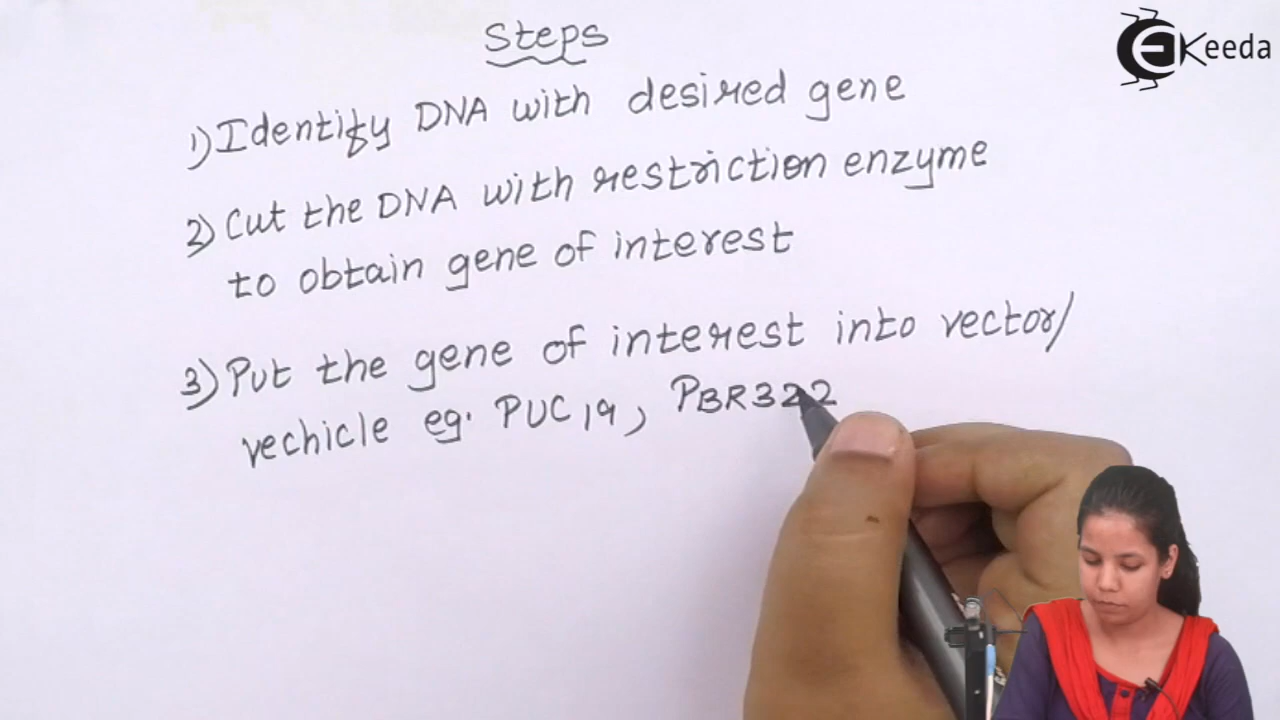 Steps
EKeeda
1) Identify DNA with desired gene
2) Cut the DNA with restriction enzyme
to obtain gene of interest
3) Put the gene of interest into vector/
vechicle eg. PUC19, PBR322